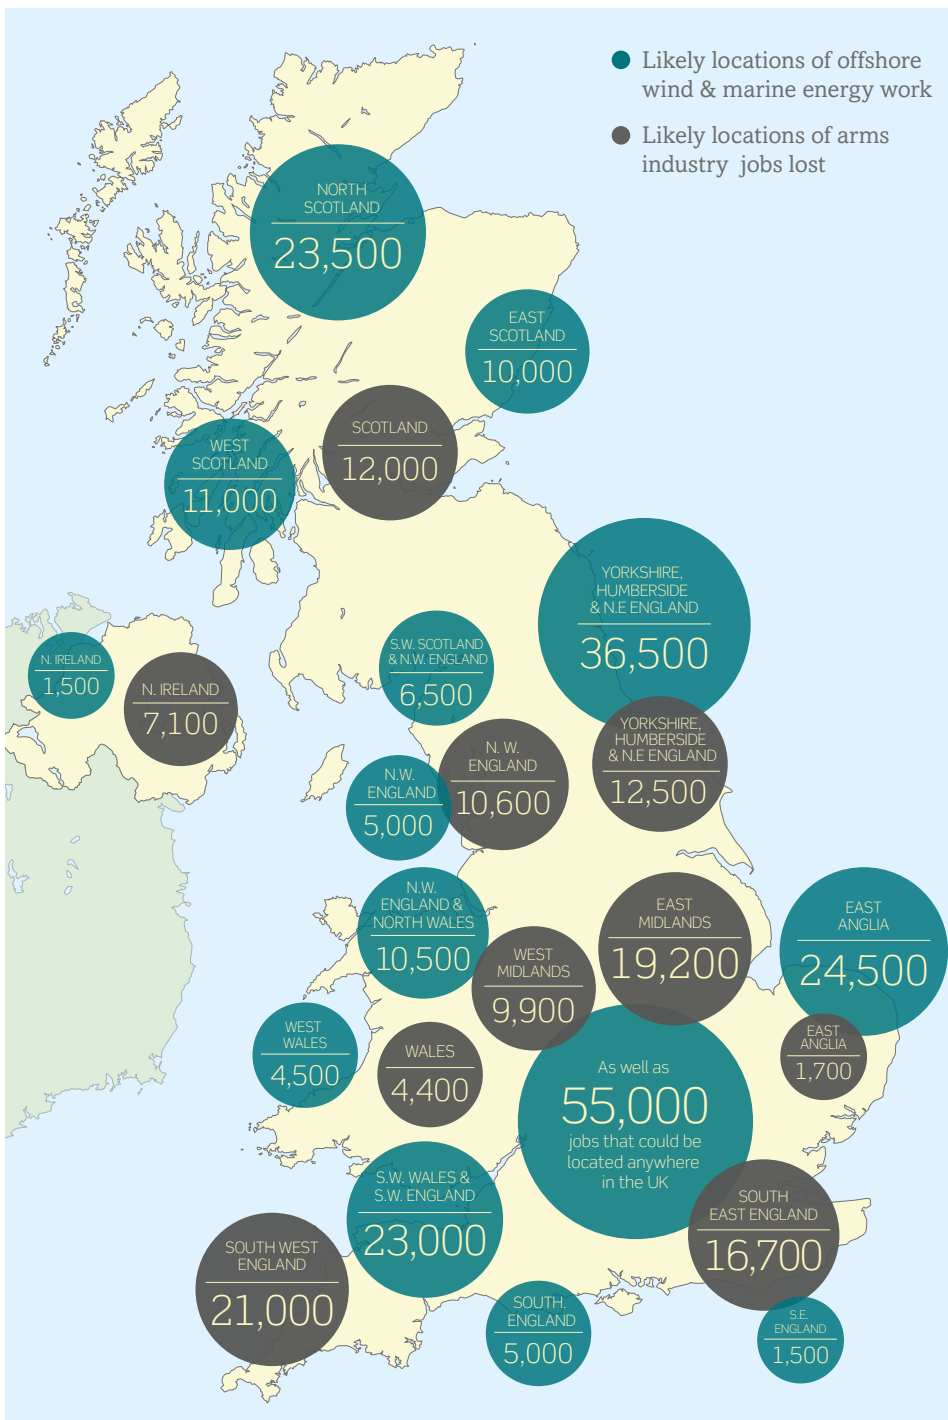 Likely locations of offshore
wind & marine energy work
Likely locations of arms
industry jobs lost
NORTH
SCOTLAND
23,500
EAST
SCOTLAND
10,000
SCOTLAND
12,000
WEST
SCOTLAND
11,000
YORKSHIRE,
HUMBERSIDE
& N.E ENGLAND
36,500
S.W. SCOTLAND
& N.W. ENGLAND
6,500
N. IRELAND
1,500
N. IRELAND
7,100
YORKSHIRE,
HUMBERSIDE
& N.E ENGLAND
12,500
N. W.
ENGLAND
10,600
N.W.
ENGLAND
5,000
N.W.
ENGLAND &
NORTH WALES
10,500
EAST
MIDLANDS
19,200
EAST
ANGLIA
24,500
WEST
MIDLANDS
9,900
WEST
WALES
4,500
WALES
4,400
EAST
ANGLIA
1,700
As well as
55,000
jobs that could be
located anywhere
in the UK
S.W. WALES &
S.W. ENGLAND
23,000
SOUTH
EAST ENGLAND
16,700
SOUTH WEST
ENGLAND
21,000
SOUTH.
ENGLAND
5,000
S.E.
ENGLAND
1,500